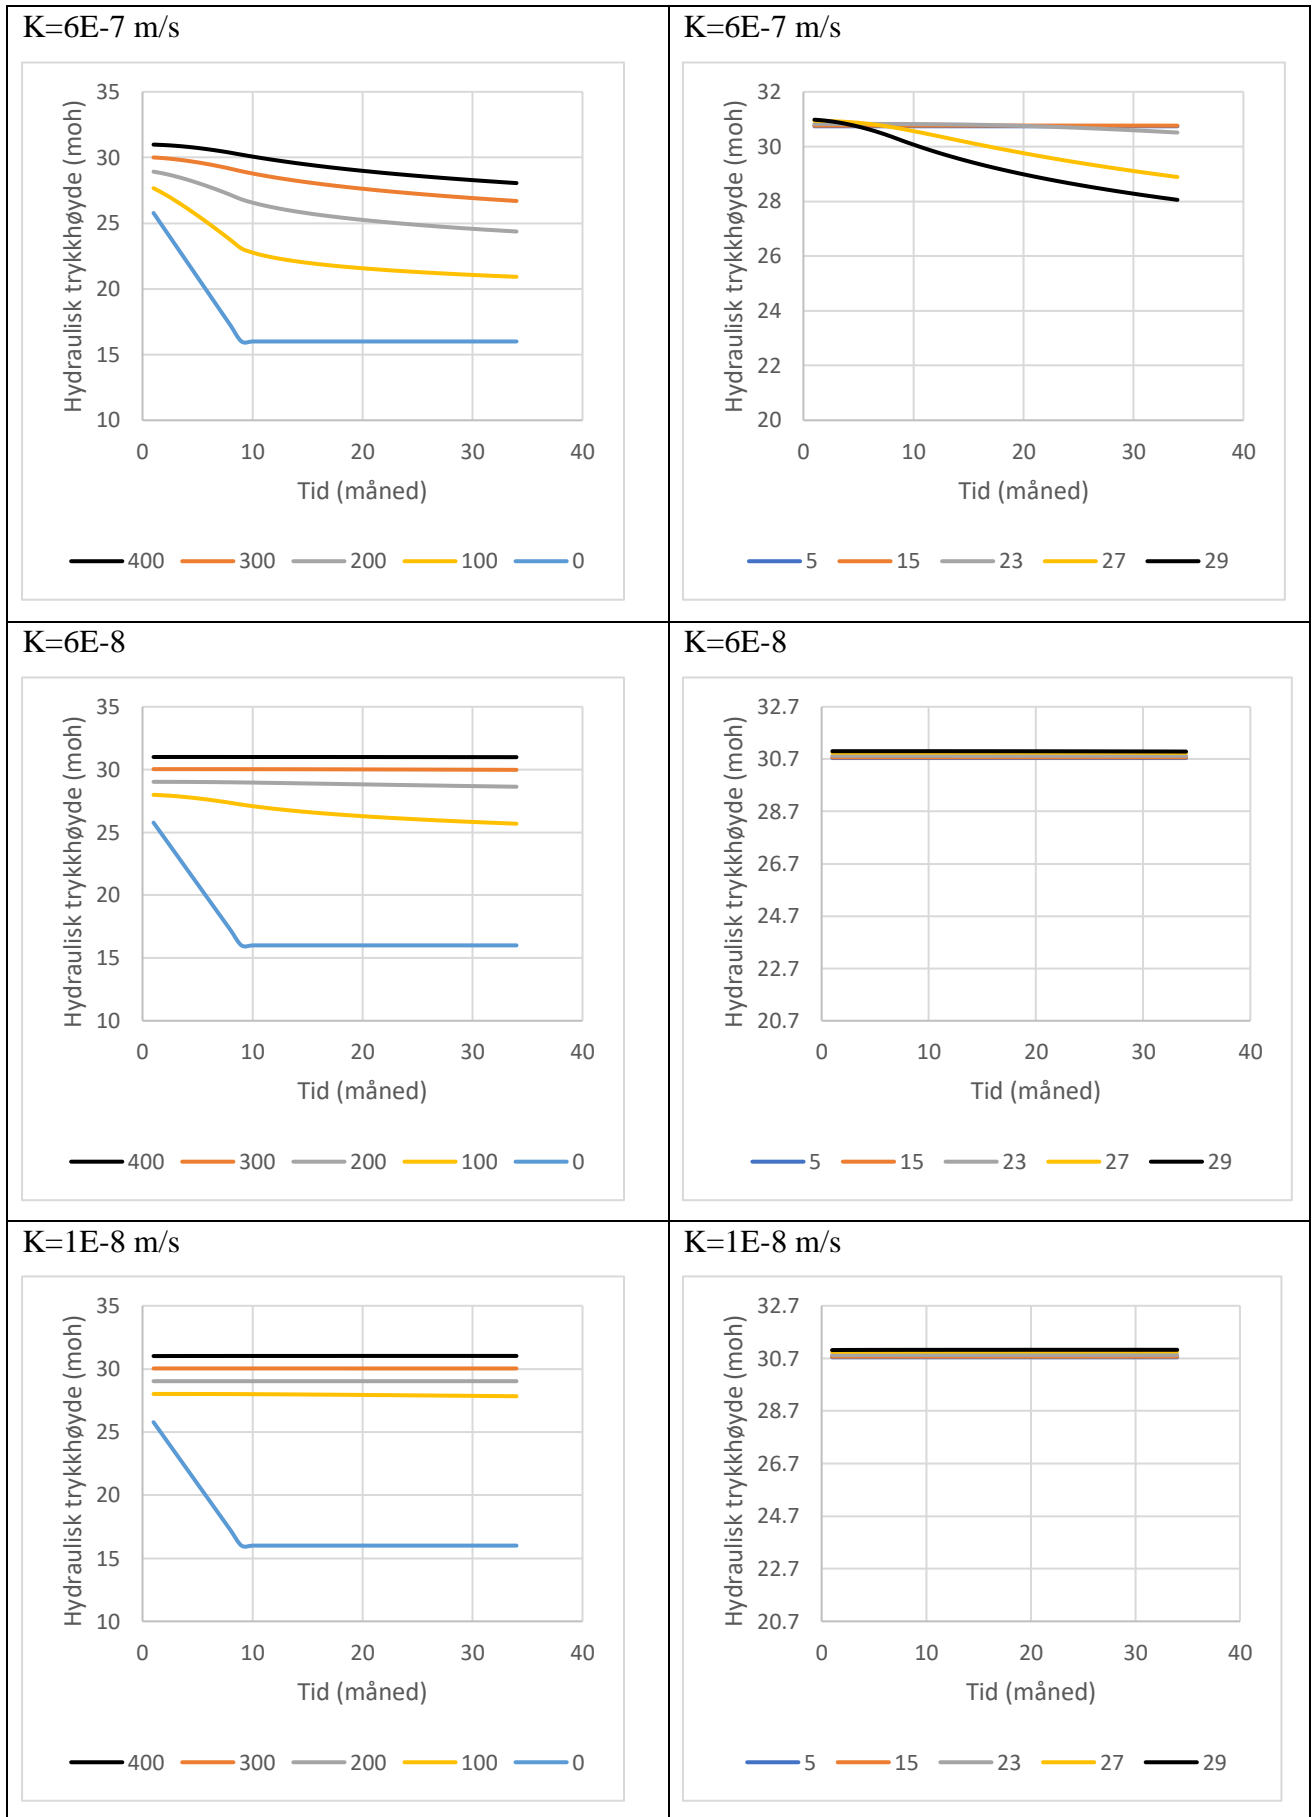 K=6E-7 m/s
35
30
25
20
15
10
Hydraulisk trykkhøyde (moh)
0 10 20 30 40
Tid (måned)
400 300 200 100 0
K=6E-7 m/s
32
30
28
26
24
22
20
Hydraulisk trykkhøyde (moh)
0 10 20 30 40
Tid (måned)
5 15 23 27 29
K=6E-8
35
30
25
20
15
10
Hydraulisk trykkhøyde (moh)
0 10 20 30 40
Tid (måned)
400 300 200 100 0
K=6E-8
32.7
30.7
28.7
26.7
24.7
22.7
20.7
Hydraulisk trykkhøyde (moh)
0 10 20 30 40
Tid (måned)
5 15 23 27 29
K=1E-8 m/s
35
30
25
20
15
10
Hydraulisk trykkhøyde (moh)
0 10 20 30 40
Tid (måned)
400 300 200 100 0
K=1E-8 m/s
32.7
30.7
28.7
26.7
24.7
22.7
20.7
Hydraulisk trykkhøyde (moh)
0 10 20 30 40
Tid (måned)
5 15 23 27 29